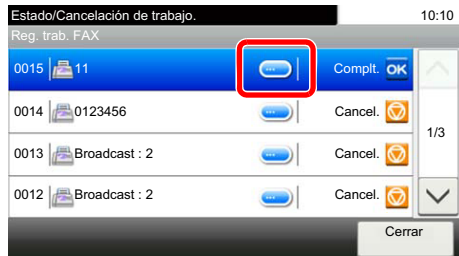 Estado/Cancelación de trabajo. 10:10
Reg. trab. FAX
0015 11 ... Complt. OK
0014 0123456 ... Cancel.
0013 Broadcast : 2 ... Cancel.
1/3
0012 Broadcast : 2 ... Cancel.
Cerrar